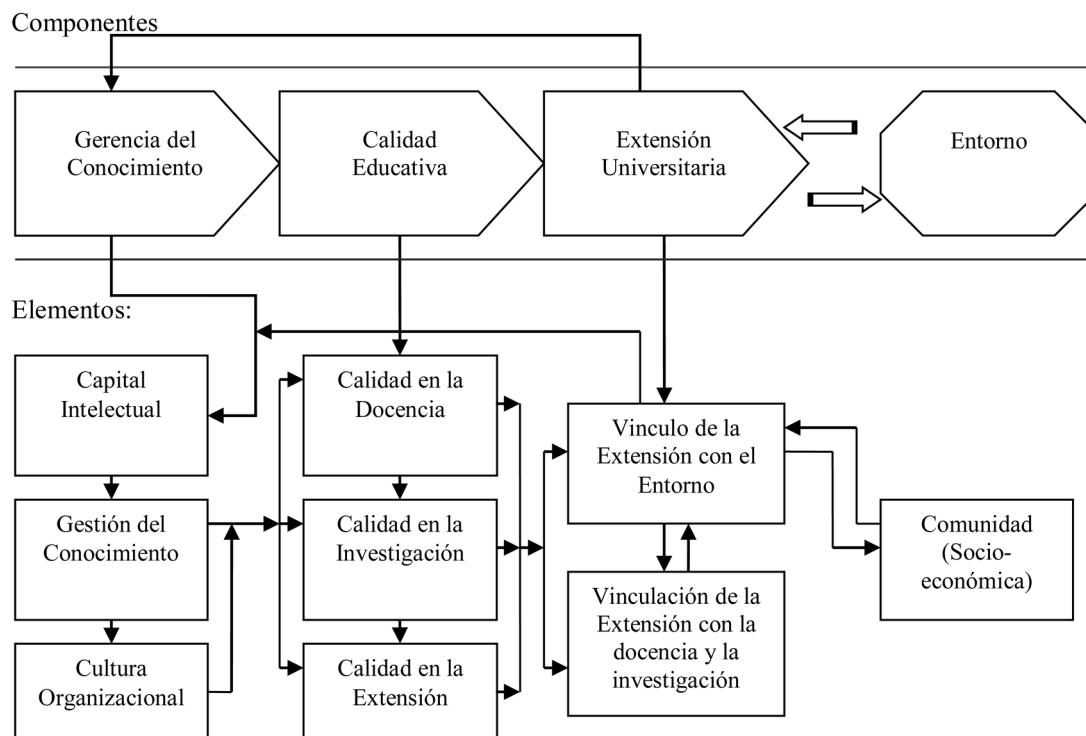 Componentes
Gerencia del
Conocimiento
Calidad
Educativa
Extensión
Universitaria
Entorno
Elementos:
Capital
Intelectual
Gestión del
Conocimiento
Cultura
Organizacional
Calidad en la
Docencia
Calidad en la
Investigación
Calidad en la
Extensión
Vinculo de la
Extensión con el
Entorno
Vinculación de la
Extensión con la
docencia y la
investigación
Comunidad
(Socio-
económica)